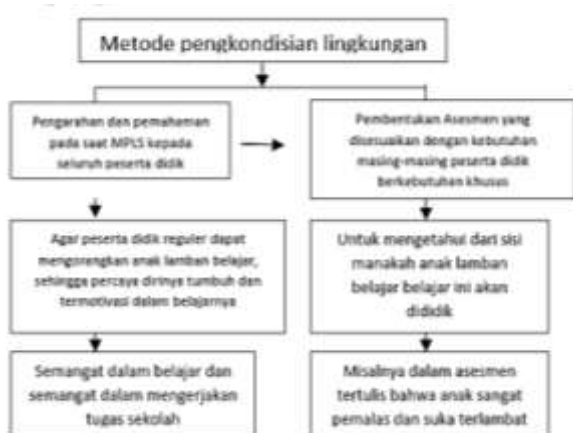 Metode pengkondisian lingkungan
Pengarahan dan pemahaman
pada saat MPLS kepada
seluruh peserta didik
Pembentukan Asesmen yang
disesuaikan dengan kebutuhan
masing-masing peserta didik
berkebutuhan khusus
Agar peserta didik reguler dapat
mengorangkan anak lamban belajar,
sehingga percaya dirinya tumbuh dan
termotivasi dalam belajarnya
Untuk mengetahui dari sisi
manakah anak lamban
belajar belajar ini akan
dididik
Semangat dalam belajar dan
semangat dalam mengerjakan
tugas sekolah
Misalnya dalam asesmen
tertulis bahwa anak sangat
pemalas dan suka terlambat